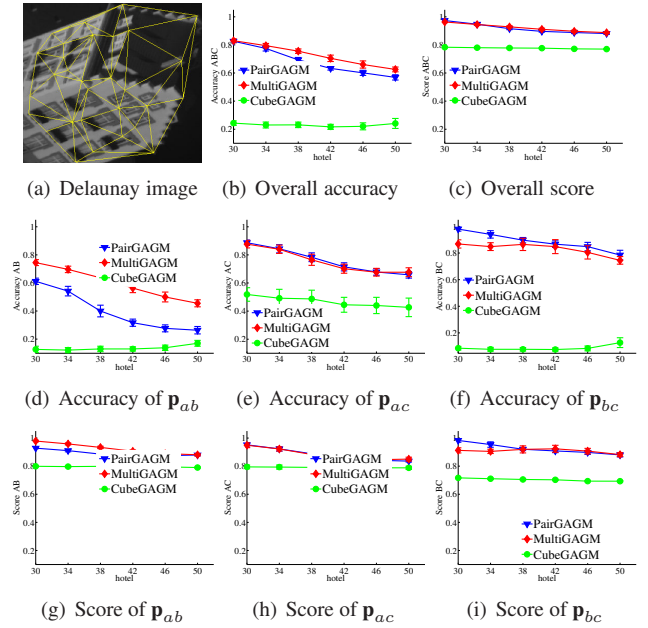 1
0.8
0.6
0.4
0.2
Accuracy ABC
PairGAGM
MultiGAGM
CubeGAGM
30 34 38 42 46 50
hotel
1
0.8
0.6
0.4
0.2
Score ABC
PairGAGM
MultiGAGM
CubeGAGM
30 34 38 42 46 50
hotel
(a) Delaunay image
(b) Overall accuracy
(c) Overall score
1
0.8
0.6
0.4
0.2
Accuracy AB
PairGAGM
MultiGAGM
CubeGAGM
30 34 38 42 46 50
hotel
1
0.8
0.6
0.4
0.2
Accuracy AC
PairGAGM
MultiGAGM
CubeGAGM
30 34 38 42 46 50
hotel
1
0.8
0.6
0.4
0.2
Accuracy BC
PairGAGM
MultiGAGM
CubeGAGM
30 34 38 42 46 50
hotel
(d) Accuracy of p_ab
(e) Accuracy of p_ac
(f) Accuracy of p_bc
1
0.8
0.6
0.4
0.2
Score AB
PairGAGM
MultiGAGM
CubeGAGM
30 34 38 42 46 50
hotel
1
0.8
0.6
0.4
0.2
Score AC
PairGAGM
MultiGAGM
CubeGAGM
30 34 38 42 46 50
hotel
1
0.8
0.6
0.4
0.2
Score BC
PairGAGM
MultiGAGM
CubeGAGM
30 34 38 42 46 50
hotel
(g) Score of p_ab
(h) Score of p_ac
(i) Score of p_bc